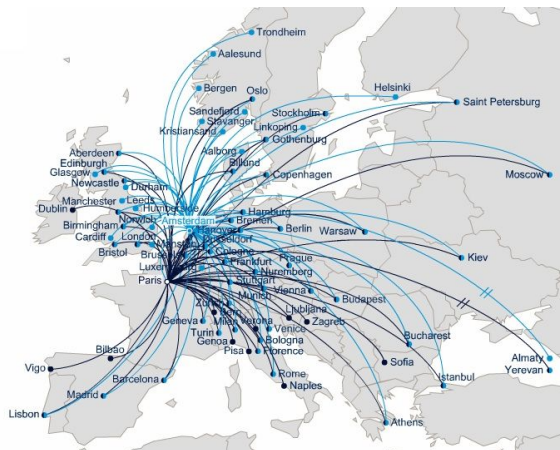 Trondheim
Aalesund
Bergen
Oslo
Helsinki
Saint Petersburg
Sandefjord
Stavanger
Stockholm
Kristiansand
Linkoping
Gothenburg
Aberdeen
Aalborg
Edinburgh
Billund
Glasgow
Copenhagen
Moscow
Newcastle
Durham
Manchester
Leeds
Dublin
Humberside
Hamburg
Norwich
Amsterdam
Bremen
Birmingham
Hanover
Berlin
Warsaw
Cardiff
London
Dusseldorf
Bristol
Manston
Cologne
Brussels
Frankfurt
Prague
Kiev
Luxembourg
Nuremberg
Paris
Stuttgart
Munich
Vienna
Budapest
Zurich
Bern
Ljubljana
Geneva
Milan
Verona
Zagreb
Turin
Venice
Bucharest
Genoa
Bologna
Bilbao
Pisa
Florence
Sofia
Almaty
Vigo
Yerevan
Barcelona
Rome
Istanbul
Naples
Madrid
Lisbon
Athens